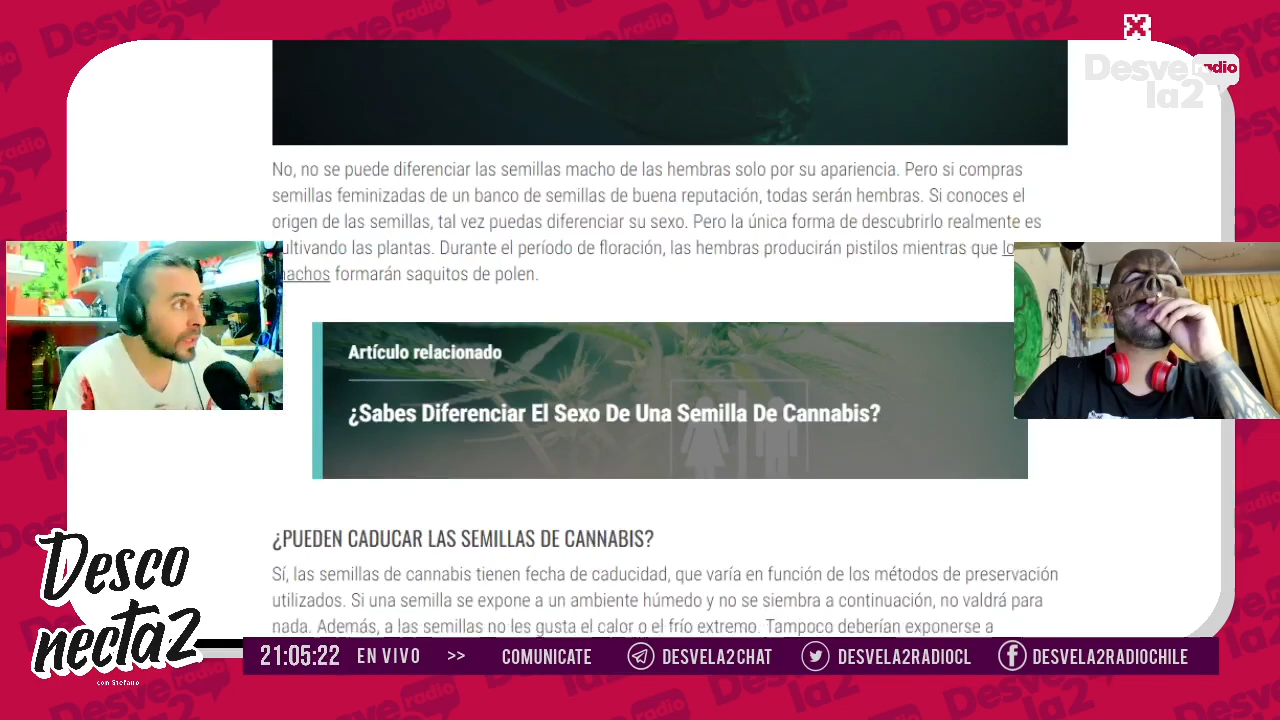 Desve radio
la2
No, no se puede diferenciar las semillas macho de las hembras solo por su apariencia. Pero si compras
semillas feminizadas de un banco de semillas de buena reputación, todas serán hembras. Si conoces el
origen de las semillas, tal vez puedas diferenciar su sexo. Pero la única forma de descubrirlo realmente es
cultivando las plantas. Durante el período de floración, las hembras producirán pistilos mientras que lo
machos formarán saquitos de polen.
Artículo relacionado
¿Sabes Diferenciar El Sexo De Una Semilla De Cannabis?
¿PUEDEN CADUCAR LAS SEMILLAS DE CANNABIS?
Sí, las semillas de cannabis tienen fecha de caducidad, que varía en función de los métodos de preservación
utilizados. Si una semilla se expone a un ambiente húmedo y no se siembra a continuación, no valdrá para
nada. Además, a las semillas no les gusta el calor o el frío extremo. Tampoco deberían exponerse a
Desco
necta2
con Stefano
21:05:22 EN VIVO >> COMUNICATE DESVELA2CHAT DESVELA2RADIOCL DESVELA2RADIOCHILE